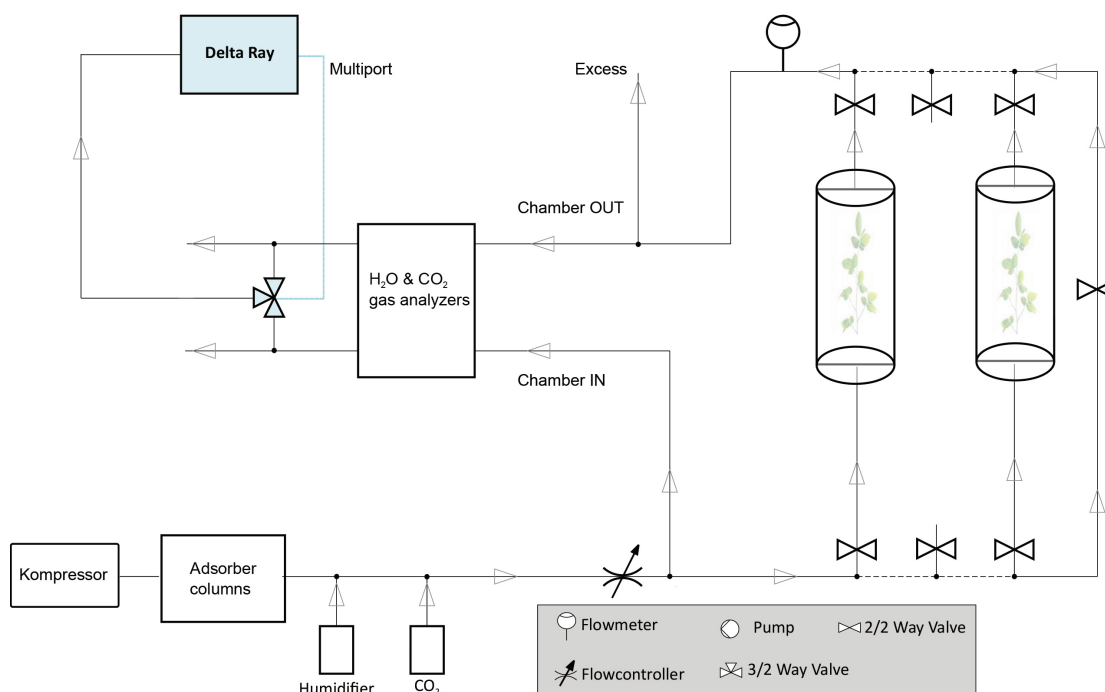 Delta Ray
Multiport
Excess
Chamber OUT
H₂O & CO₂
gas analyzers
Chamber IN
Kompressor
Adsorber
columns
Humidifier
CO₂
Flowmeter
Pump
2/2 Way Valve
Flowcontroller
3/2 Way Valve